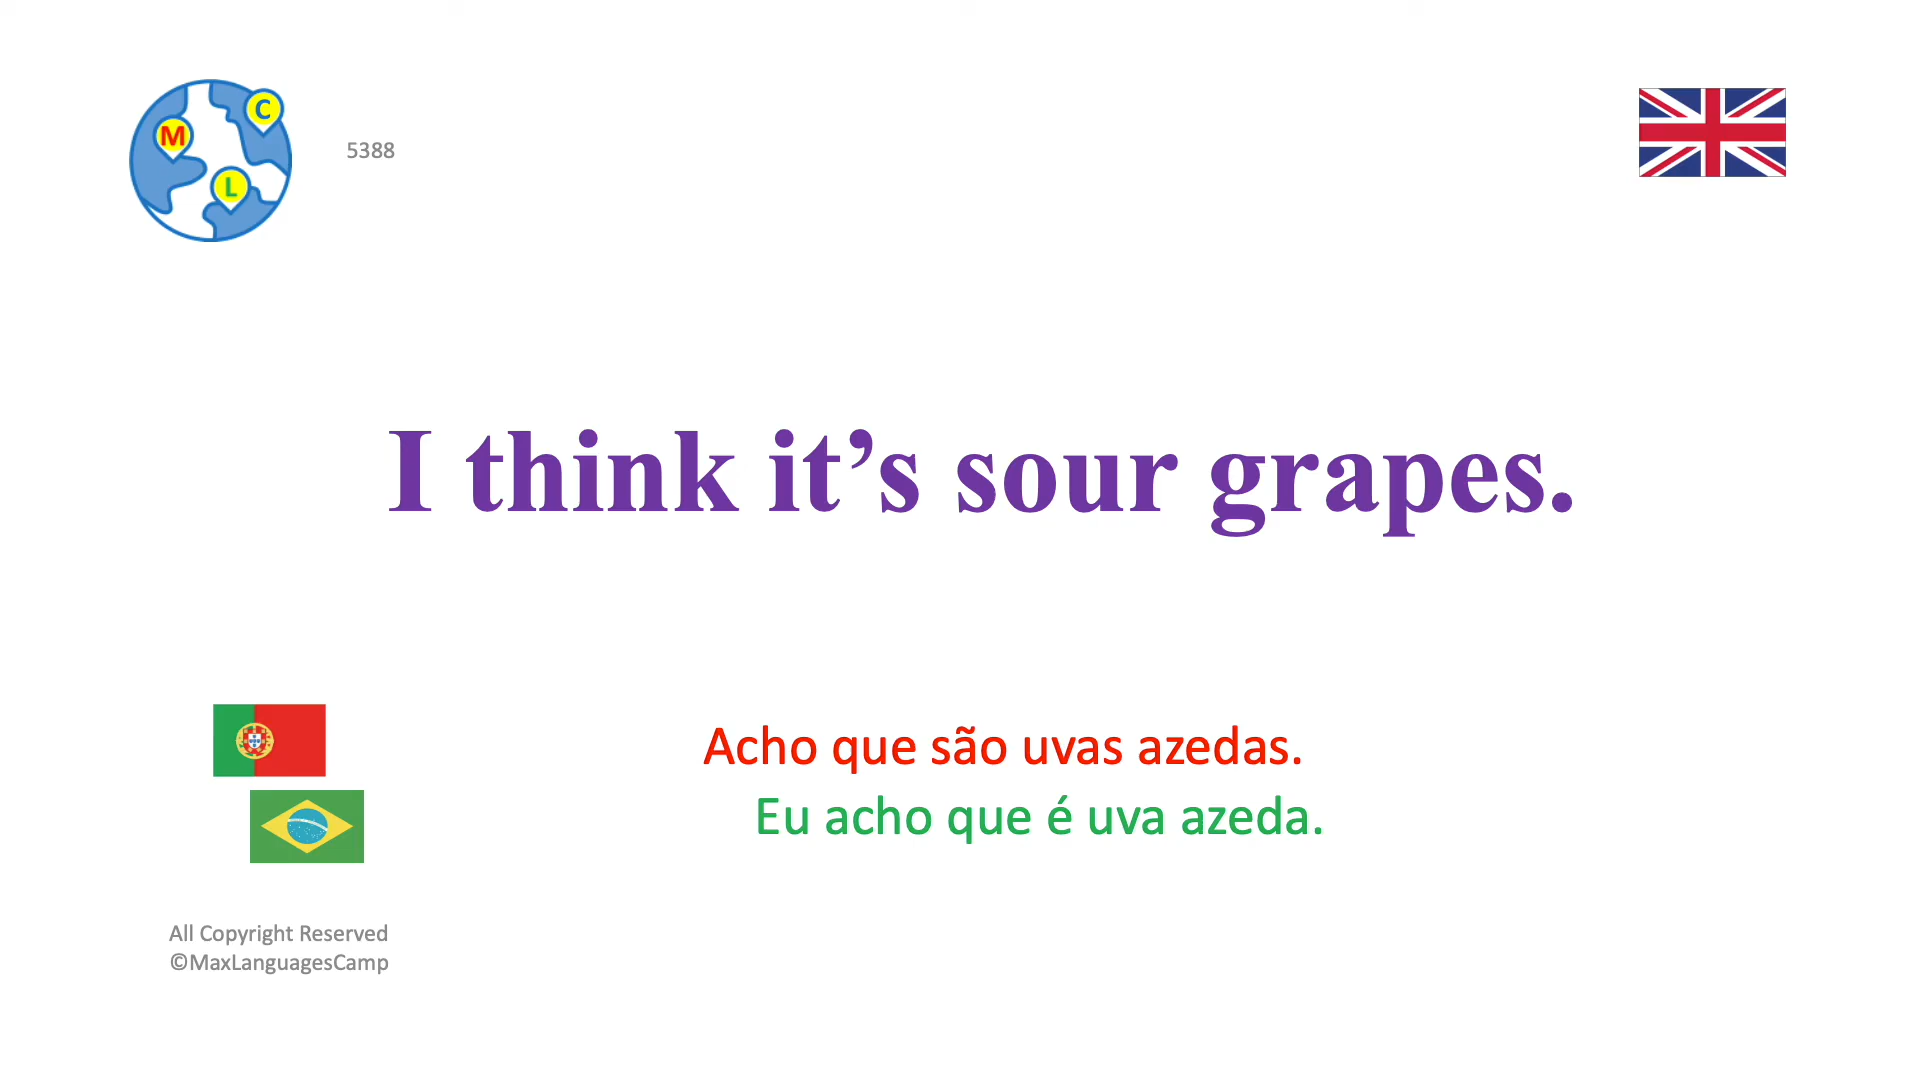 C
M
L
5388
I think it’s sour grapes.
Acho que são uvas azedas.
Eu acho que é uva azeda.
All Copyright Reserved
©MaxLanguagesCamp